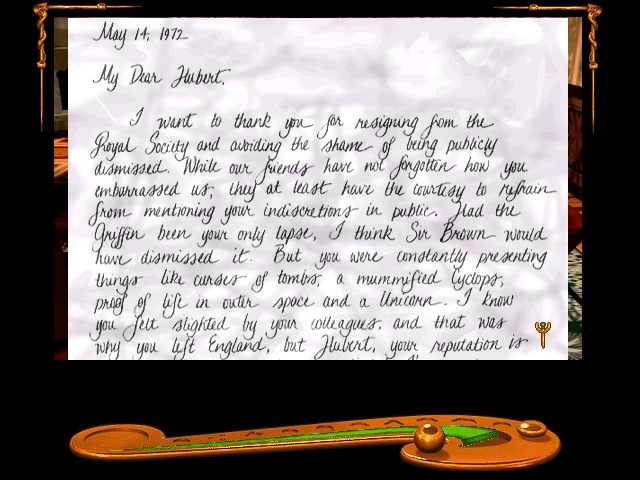 May 14, 1972
My Dear Hubert,
I want to thank you for resigning from the
Royal Society and avoiding the shame of being publicly
dismissed. While our friends have not forgotten how you
embarrassed us, they at least have the courtesy to refrain
from mentioning your indiscretions in public. Had the
Griffin been your only lapse, I think Sir Brown would
have dismissed it. But you were constantly presenting
things like curses of tombs, a mummified Cyclops,
proof of life in outer space and a Unicorn. I know
you felt slighted by your colleagues, and that was
why you left England, but Hubert, your reputation is